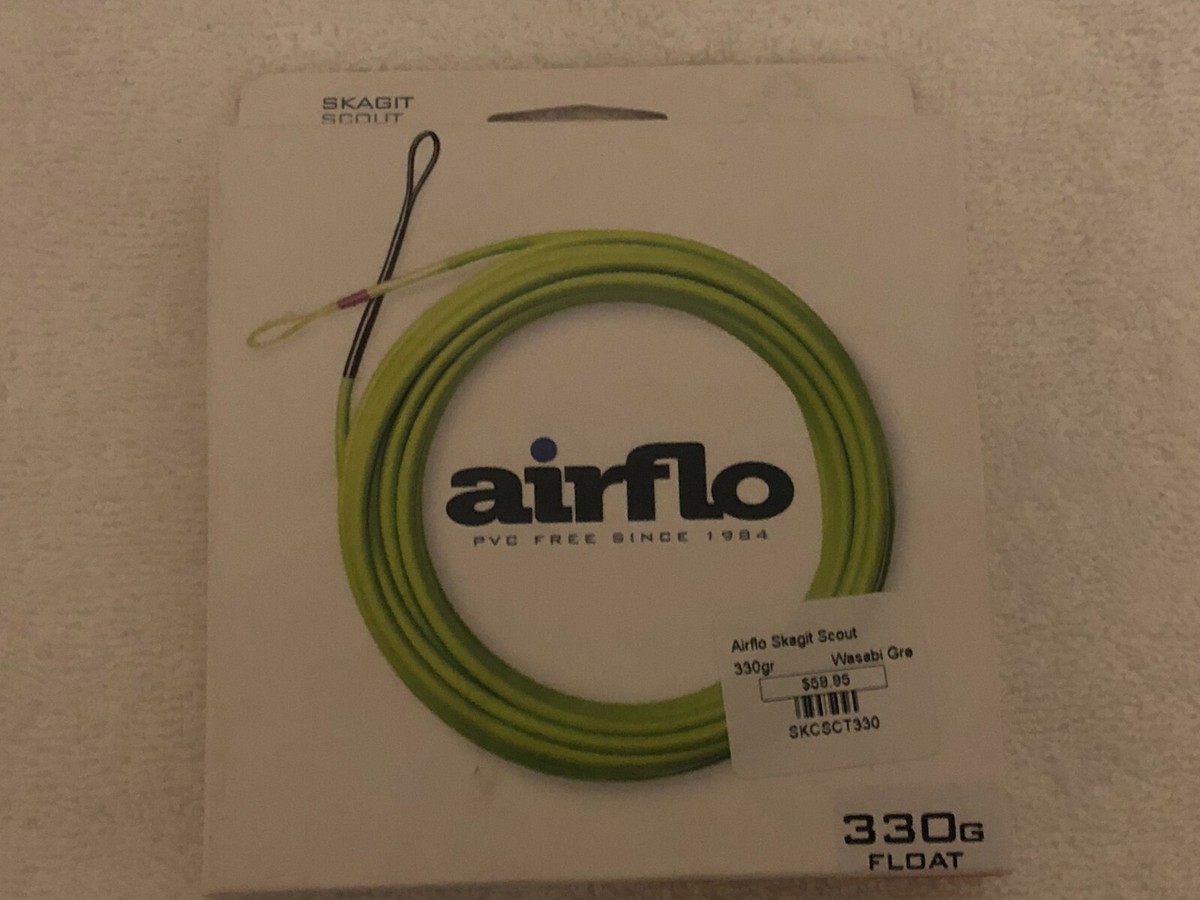 SKAGIT
SCOUT
airflo
PVC FREE SINCE 1984
Airflo Skagit Scout
330gr Wasabi Gre
$59.95
SKCSCT330
330G
FLOAT